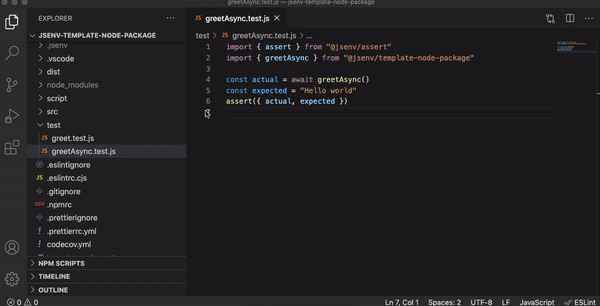 greetAsync.test.js — jsenv-template-node-package
EXPLORER
JSENV-TEMPLATE-NODE-PACKAGE
.jsenv
.vscode
dist
node_modules
script
src
test
JS greet.test.js
JS greetAsync.test.js
.eslintignore
JS .eslintrc.cjs
.gitignore
npm .npmrc
.prettierignore
! .prettierrc.yml
! codecov.yml
NPM SCRIPTS
TIMELINE
OUTLINE
JS greetAsync.test.js
test > JS greetAsync.test.js > ...
1 import { assert } from "@jsenv/assert"
2 import { greetAsync } from "@jsenv/template-node-package"
3
4 const actual = await greetAsync()
5 const expected = "Hello world"
6 assert({ actual, expected })
0 0
Ln 7, Col 1 Spaces: 2 UTF-8 LF JavaScript ESLint